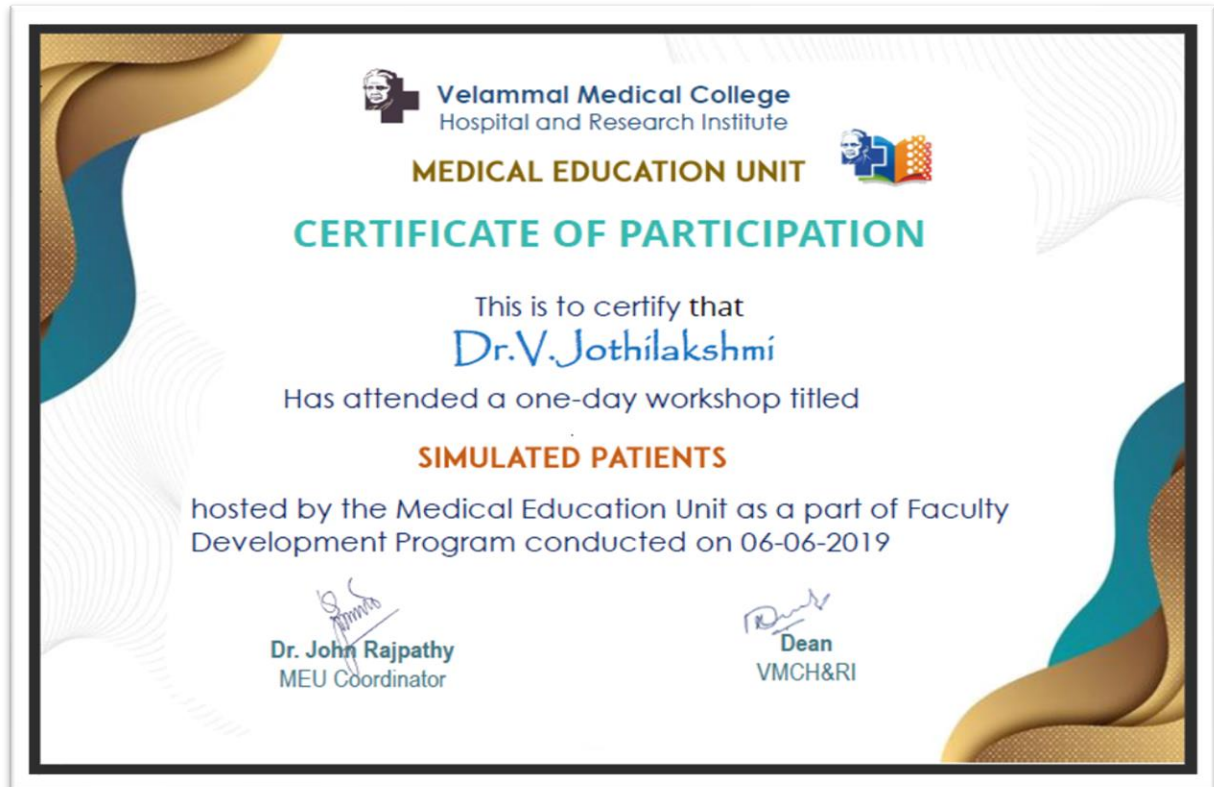 Velammal Medical College
Hospital and Research Institute
MEDICAL EDUCATION UNIT
CERTIFICATE OF PARTICIPATION
This is to certify that
Dr.V.Jothilakshmi
Has attended a one-day workshop titled
SIMULATED PATIENTS
hosted by the Medical Education Unit as a part of Faculty
Development Program conducted on 06-06-2019
Dr. John Rajpathy
MEU Coordinator
Dean
VMCH&RI